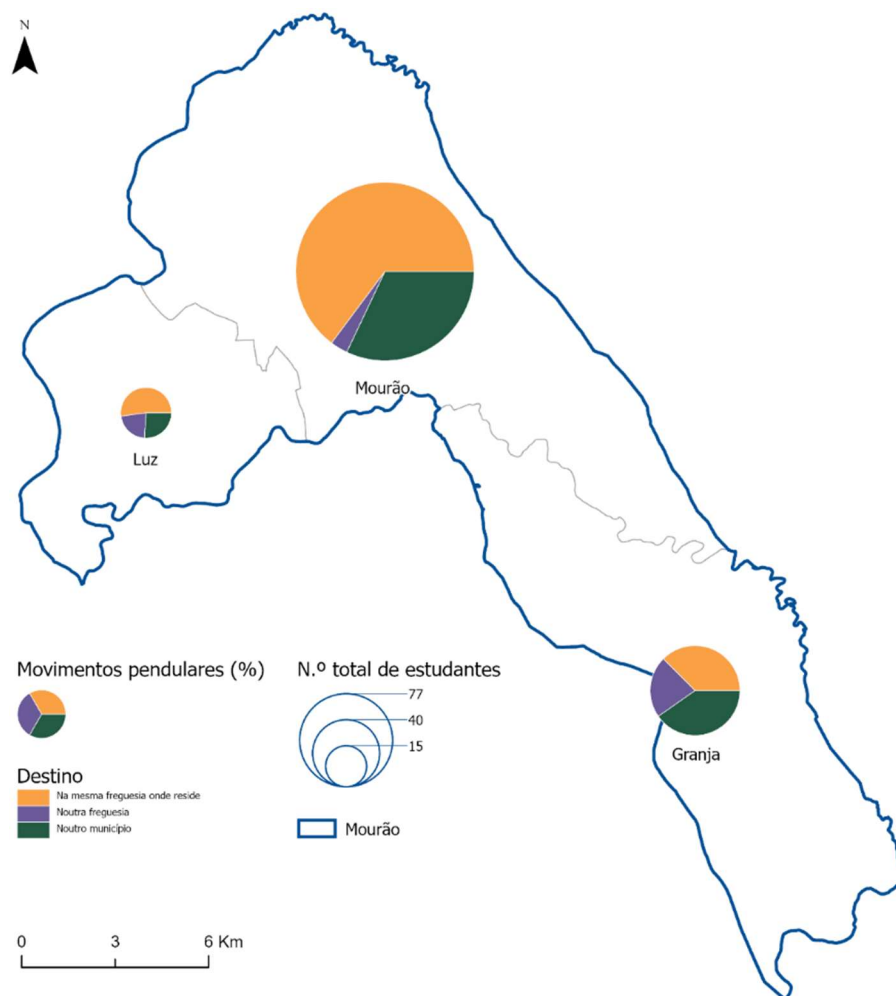 N
Mourão
Luz
Granja
Movimentos pendulares (%)
Destino
Na mesma freguesia onde reside
Noutra freguesia
Noutro município
N.º total de estudantes
77
40
15
Mourão
0 3 6 Km